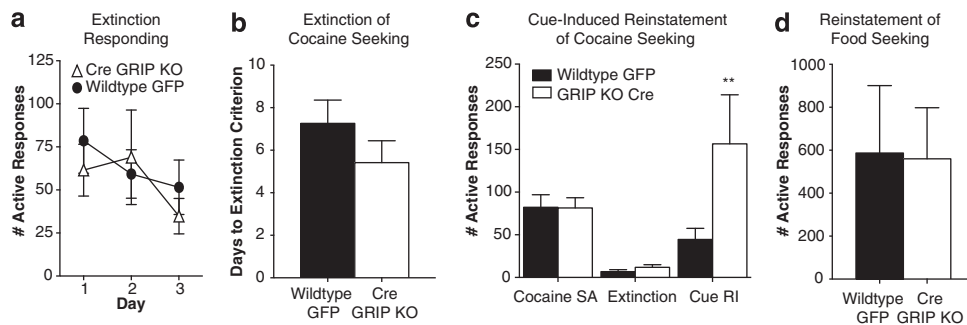 a
Extinction
Responding
# Active Responses
125
100
75
50
25
0
Cre GRIP KO
Wildtype GFP
1 2 3
Day
b
Extinction of
Cocaine Seeking
Days to Extinction Criterion
10
8
6
4
2
0
Wildtype Cre
GFP GRIP KO
c
Cue-Induced Reinstatement
of Cocaine Seeking
# Active Responses
250
200
150
100
50
0
Wildtype GFP
GRIP KO Cre
**
Cocaine SA Extinction Cue RI
d
Reinstatement of
Food Seeking
# Active Responses
1000
800
600
400
200
0
Wildtype Cre
GFP GRIP KO